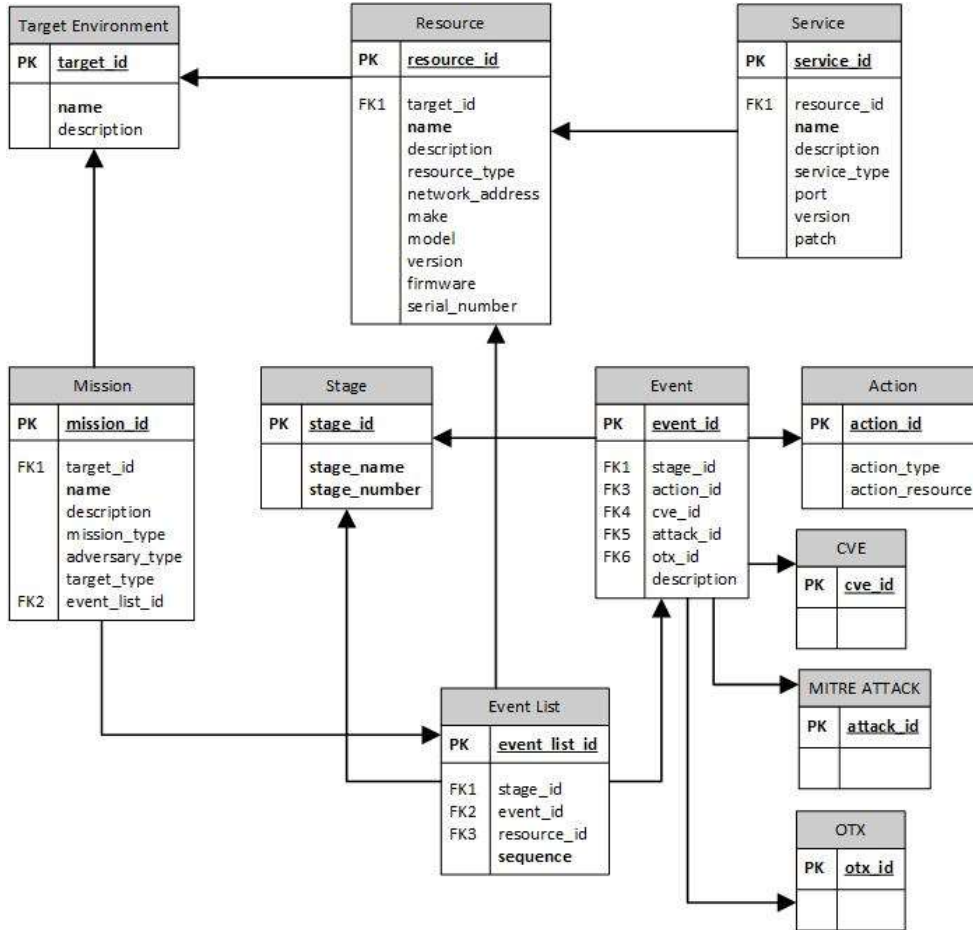 Target Environment
PK target_id
name
description
Resource
PK resource_id
FK1 target_id
name
description
resource_type
network_address
make
model
version
firmware
serial_number
Service
PK service_id
FK1 resource_id
name
description
service_type
port
version
patch
Mission
PK mission_id
FK1 target_id
name
description
mission_type
adversary_type
target_type
FK2 event_list_id
Stage
PK stage_id
stage_name
stage_number
Event
PK event_id
FK1 stage_id
FK3 action_id
FK4 cve_id
FK5 attack_id
FK6 otx_id
description
Action
PK action_id
action_type
action_resource
CVE
PK cve_id
MITRE ATTACK
PK attack_id
Event List
PK event_list_id
FK1 stage_id
FK2 event_id
FK3 resource_id
sequence
OTX
PK otx_id